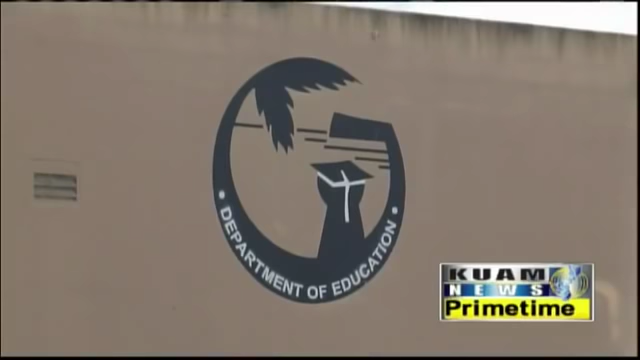 • DEPARTMENT OF EDUCATION •
KUAM
NEWS
Primetime